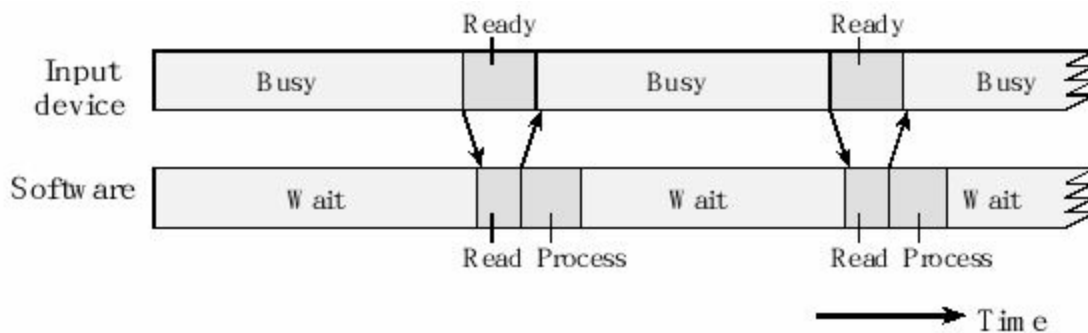 Ready Ready
Input device
Busy Busy Busy
Software
Wait Wait Wait
Read Process Read Process
Time